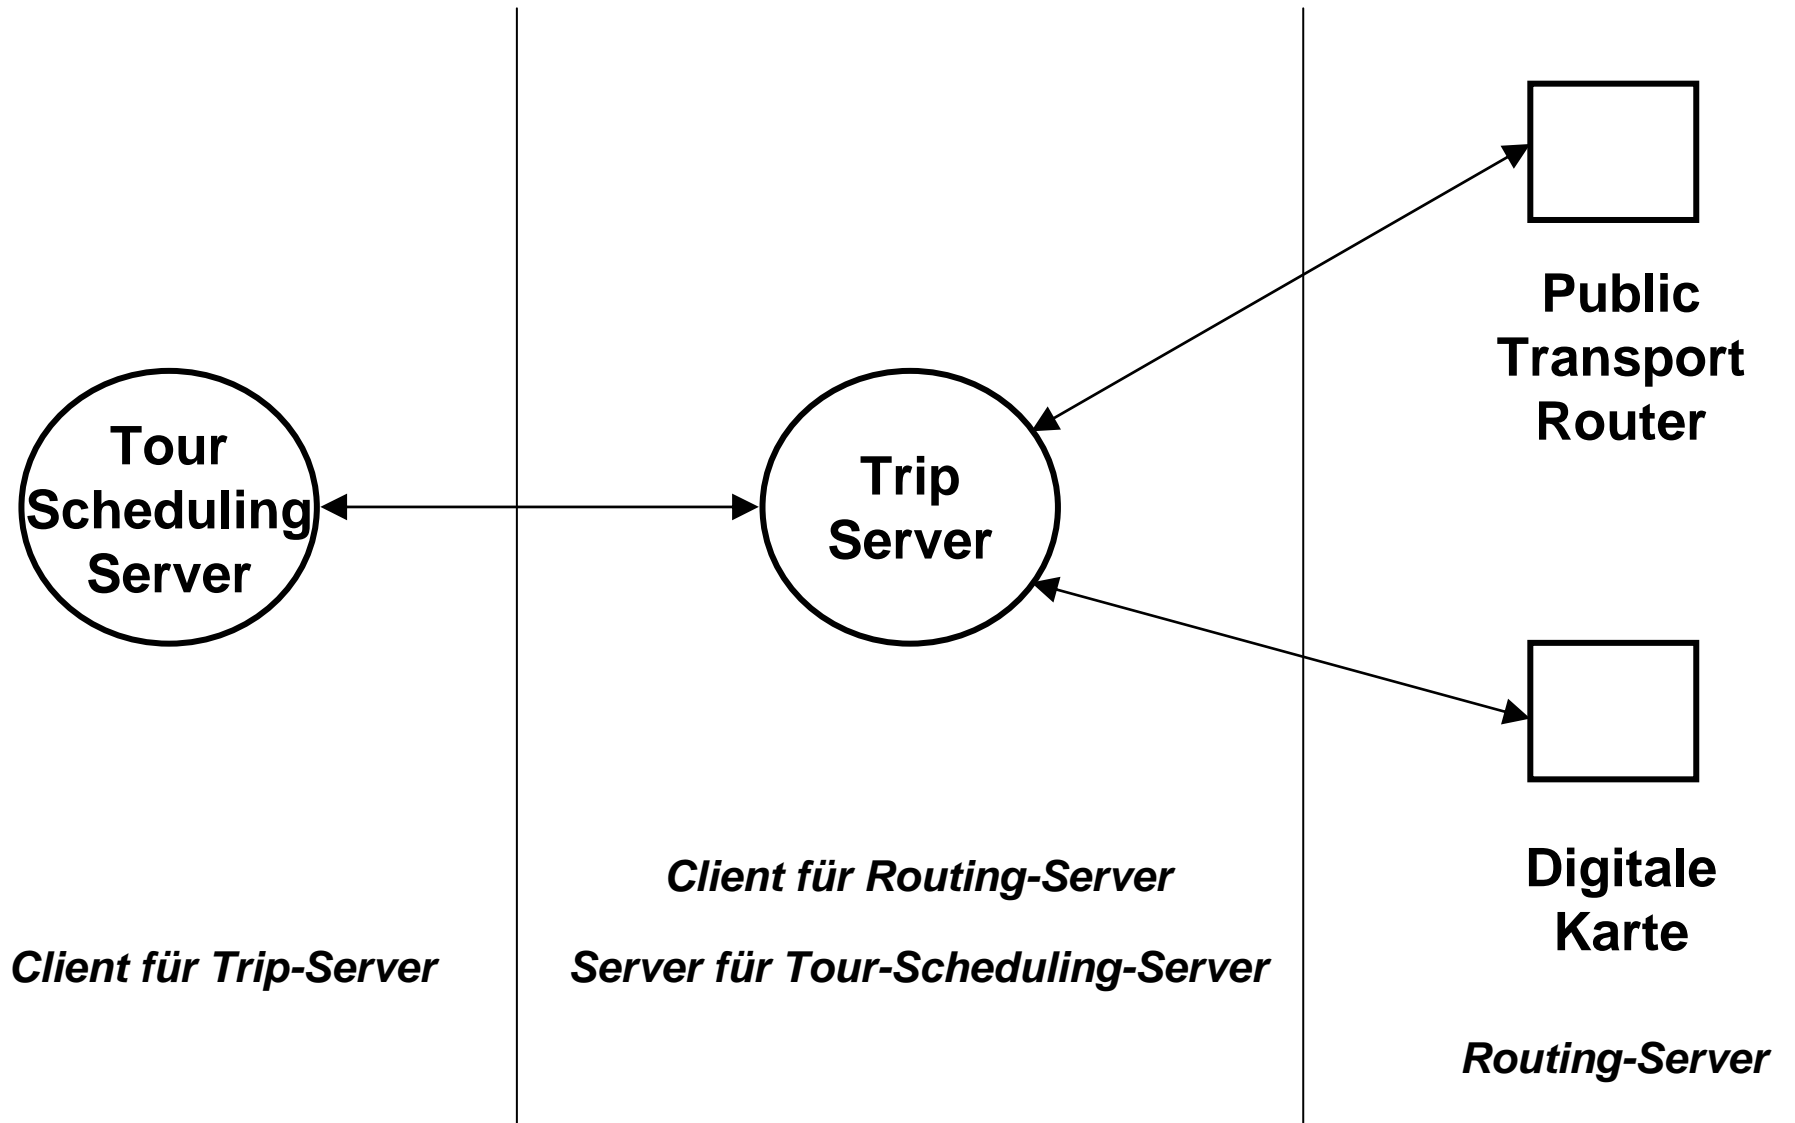 Tour
Scheduling
Server
Client für Trip-Server
Trip
Server
Client für Routing-Server
Server für Tour-Scheduling-Server
Public
Transport
Router
Digitale
Karte
Routing-Server